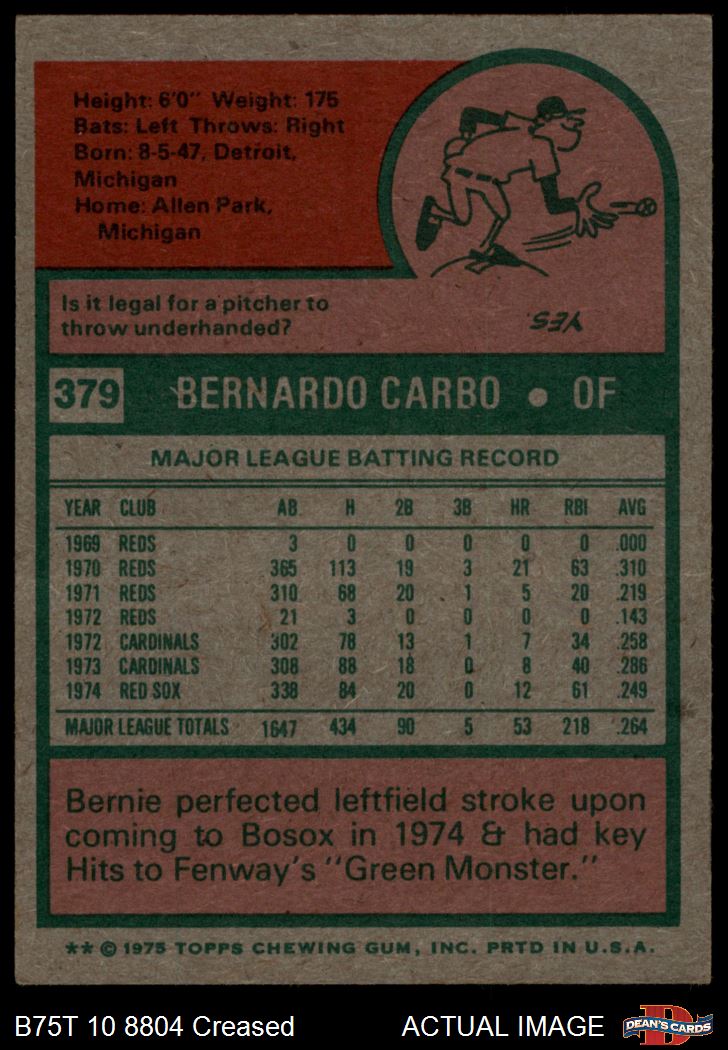 Height: 6'0" Weight: 175
Bats: Left Throws: Right
Born: 8-5-47, Detroit,
Michigan
Home: Allen Park,
Michigan
Is it legal for a pitcher to
throw underhanded?
YES.
379 BERNARDO CARBO • OF
MAJOR LEAGUE BATTING RECORD
YEAR CLUB AB H 2B 3B HR RBI AVG
1969 REDS 3 0 0 0 0 0 .000
1970 REDS 365 113 19 3 21 63 .310
1971 REDS 310 68 20 1 5 20 .219
1972 REDS 21 3 0 0 0 0 .143
1972 CARDINALS 302 78 13 1 7 34 .258
1973 CARDINALS 308 88 18 0 8 40 .286
1974 RED SOX 338 84 20 0 12 61 .249
MAJOR LEAGUE TOTALS 1647 434 90 5 53 218 .264
Bernie perfected leftfield stroke upon
coming to Bosox in 1974 & had key
Hits to Fenway's "Green Monster."
** © 1975 TOPPS CHEWING GUM, INC. PRTD IN U.S.A.
B75T 10 8804 Creased ACTUAL IMAGE
D
DEAN'S CARDS